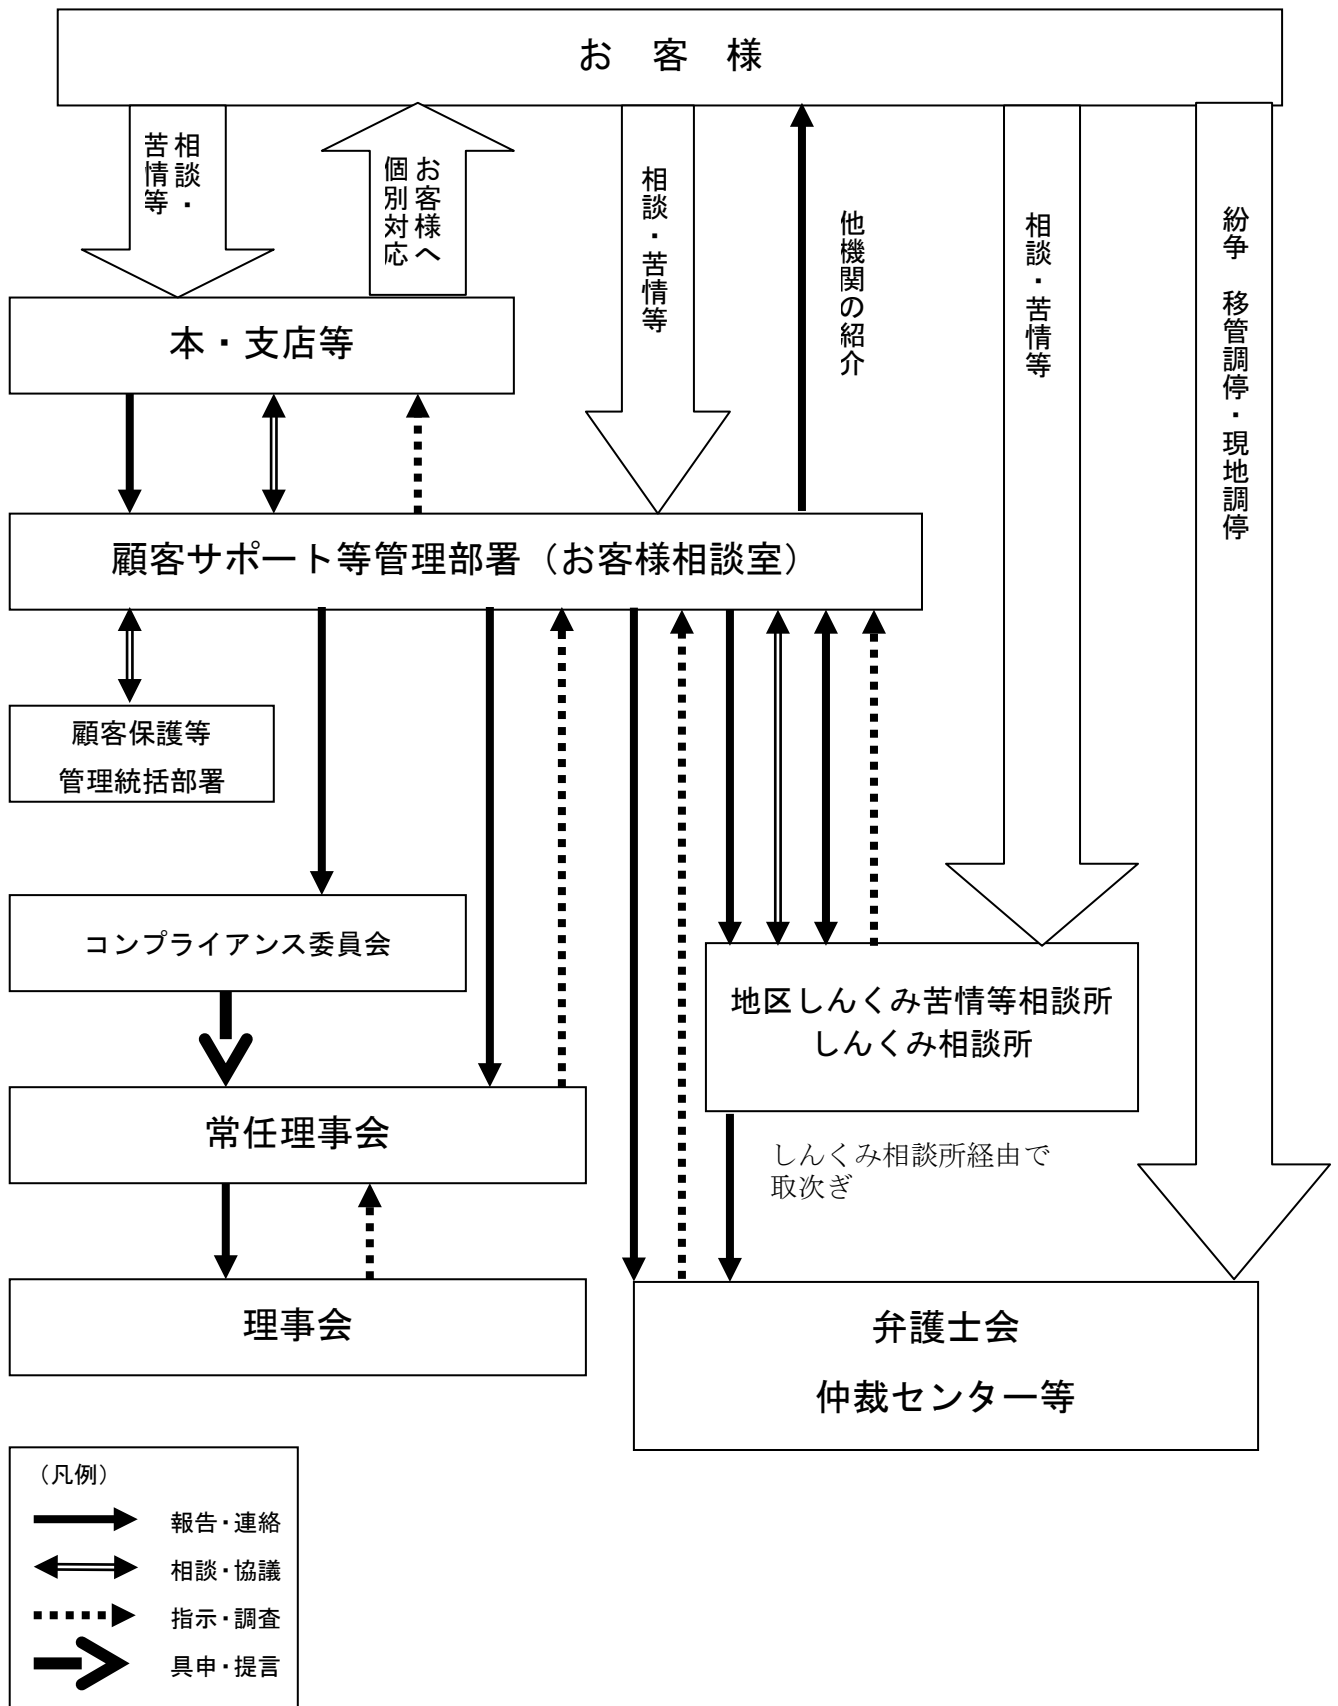 お　客　様
相談・
苦情等
お客様へ
個別対応
相談・苦情等
他機関の紹介
相談・苦情等
紛争　移管調停・現地調停
本・支店等
顧客サポート等管理部署（お客様相談室）
顧客保護等
管理統括部署
コンプライアンス委員会
地区しんくみ苦情等相談所
しんくみ相談所
常任理事会
しんくみ相談所経由で
取次ぎ
理事会
弁護士会
仲裁センター等
（凡例）
報告・連絡
相談・協議
指示・調査
具申・提言